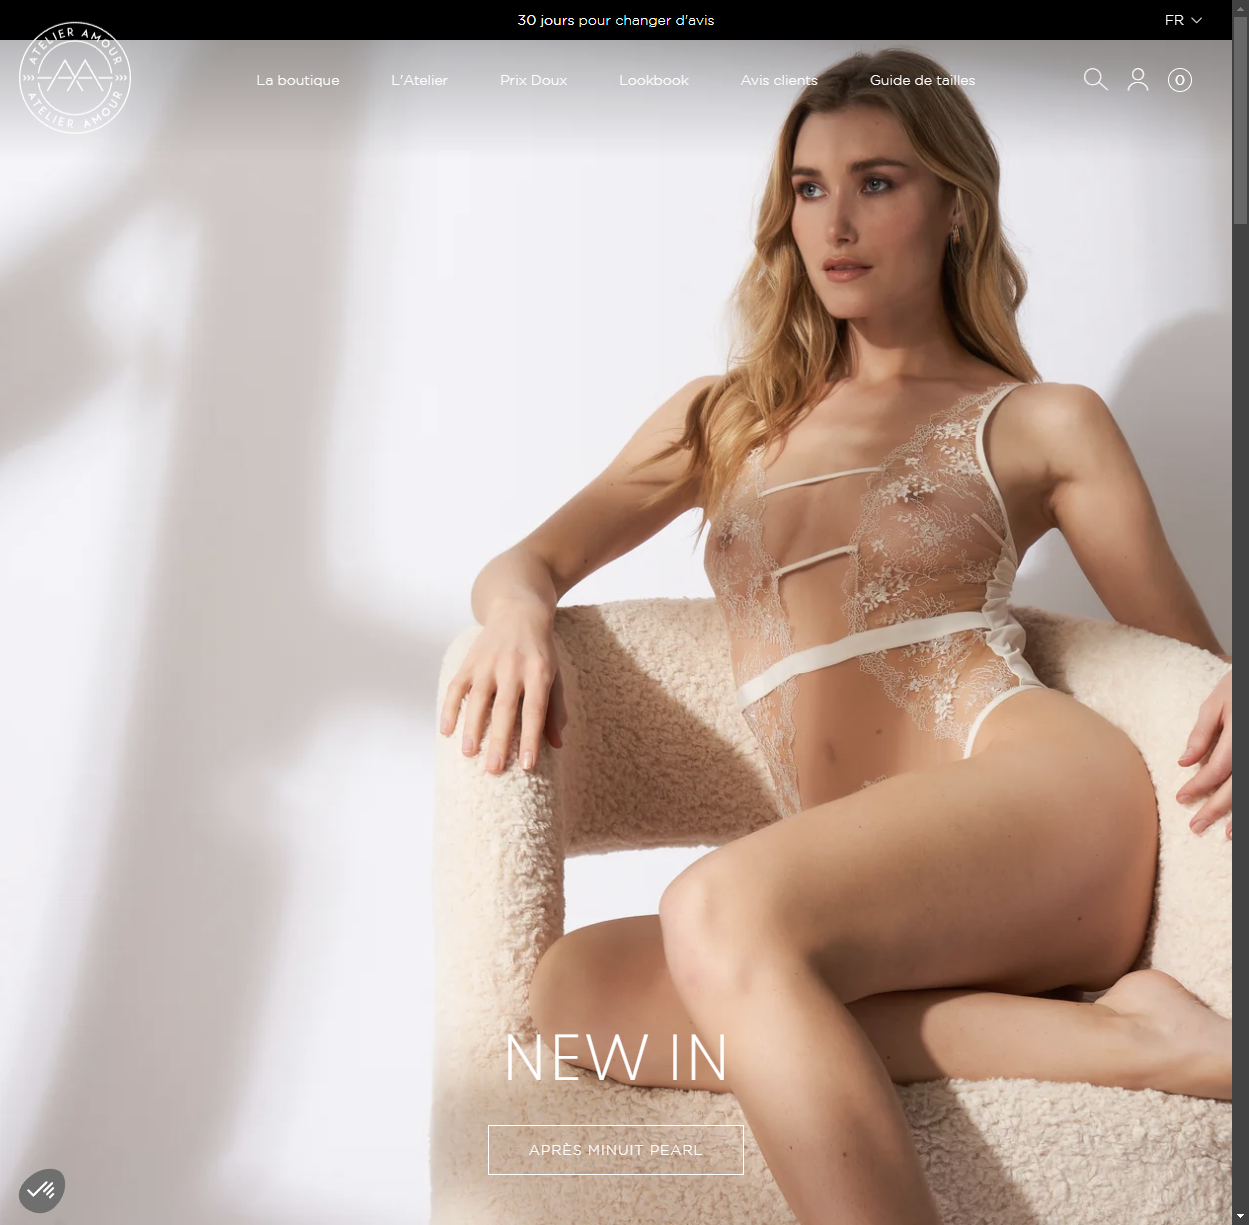 30 jours pour changer d'avis
FR
ATELIER AMOUR
ATELIER AMOUR
La boutique
L'Atelier
Prix Doux
Lookbook
Avis clients
Guide de tailles
0
NEW IN
APRÈS MINUIT PEARL